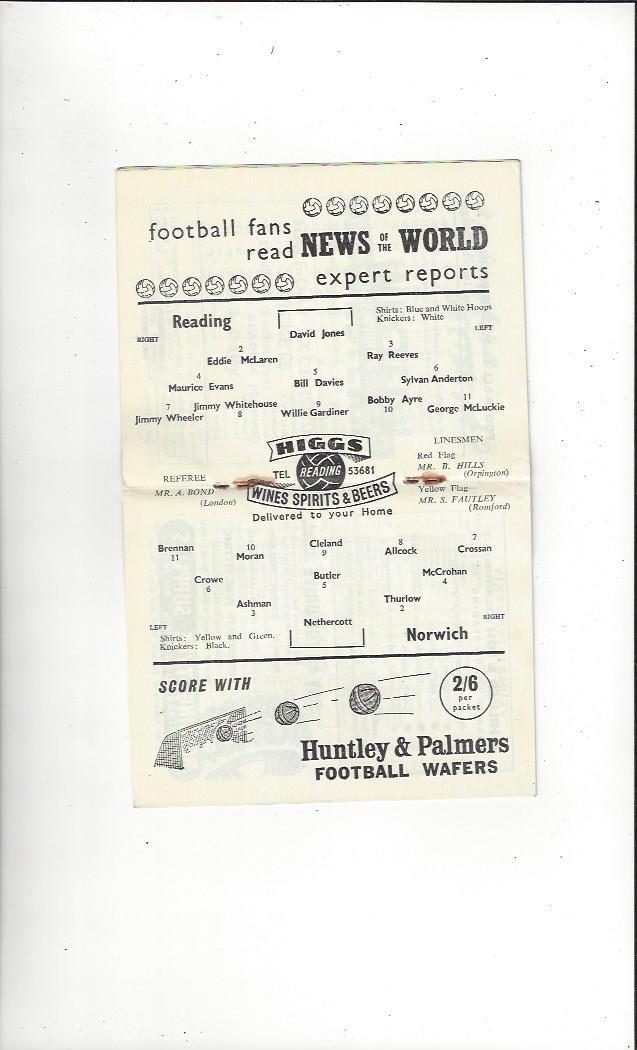 football fans
read NEWS OF THE WORLD
expert reports
Reading
Shirts: Blue and White Hoops
Knickers: White
RIGHT
LEFT
David Jones
2
Eddie McLaren
3
Ray Reeves
4
Maurice Evans
5
Bill Davies
6
Sylvan Anderton
7
Jimmy Wheeler
Jimmy Whitehouse
8
9
Willie Gardiner
Bobby Ayre
10
11
George McLuckie
HIGGS
TEL READING 53681
WINES SPIRITS & BEERS
Delivered to your Home
REFEREE
MR. A. BOND
(London)
LINESMEN
Red Flag
MR. B. HILLS
(Orpington)
Yellow Flag
MR. S. FAUTLEY
(Romford)
Brennan
11
10
Moran
Cleland
9
8
Allcock
7
Crossan
Crowe
6
Butler
5
McCrohan
4
Ashman
3
Thurlow
2
Nethercott
LEFT
RIGHT
Shirts: Yellow and Green.
Knickers: Black.
Norwich
SCORE WITH
2/6
per
packet
Huntley & Palmers
FOOTBALL WAFERS